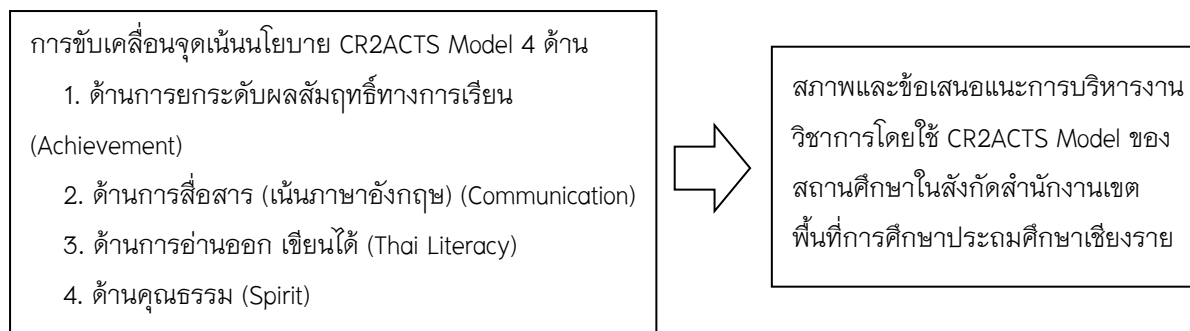 การขับเคลื่อนจุดเน้นนโยบาย CR2ACTS Model 4 ด้าน
1. ด้านการยกระดับผลสัมฤทธิ์ทางการเรียน
(Achievement)
2. ด้านการสื่อสาร (เน้นภาษาอังกฤษ) (Communication)
3. ด้านการอ่านออก เขียนได้ (Thai Literacy)
4. ด้านคุณธรรม (Spirit)
สภาพและข้อเสนอแนะการบริหารงาน
วิชาการโดยใช้ CR2ACTS Model ของ
สถานศึกษาในสังกัดสำนักงานเขต
พื้นที่การศึกษาประถมศึกษาเชียงราย